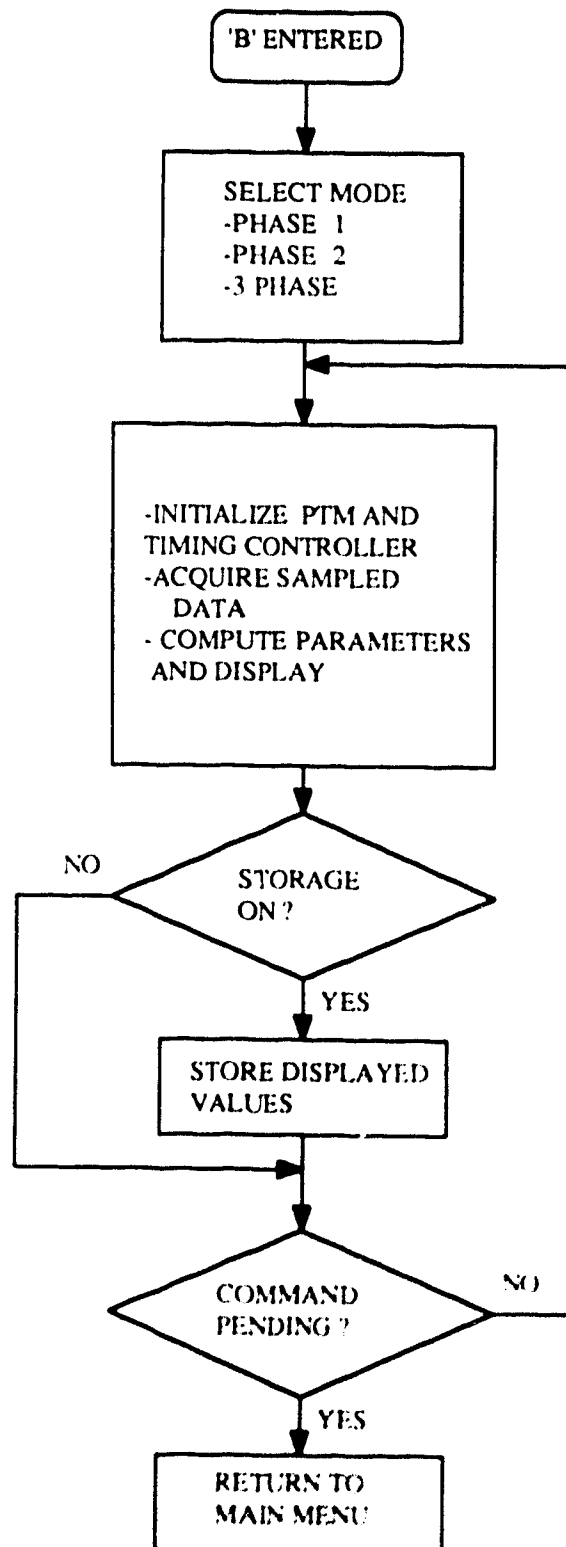 'B' ENTERED
SELECT MODE
-PHASE 1
-PHASE 2
-3 PHASE
-INITIALIZE PTM AND
TIMING CONTROLLER
-ACQUIRE SAMPLED
DATA
- COMPUTE PARAMETERS
AND DISPLAY
NO
STORAGE
ON ?
YES
STORE DISPLAYED
VALUES
COMMAND
PENDING ?
NO
YES
RETURN TO
MAIN MENU